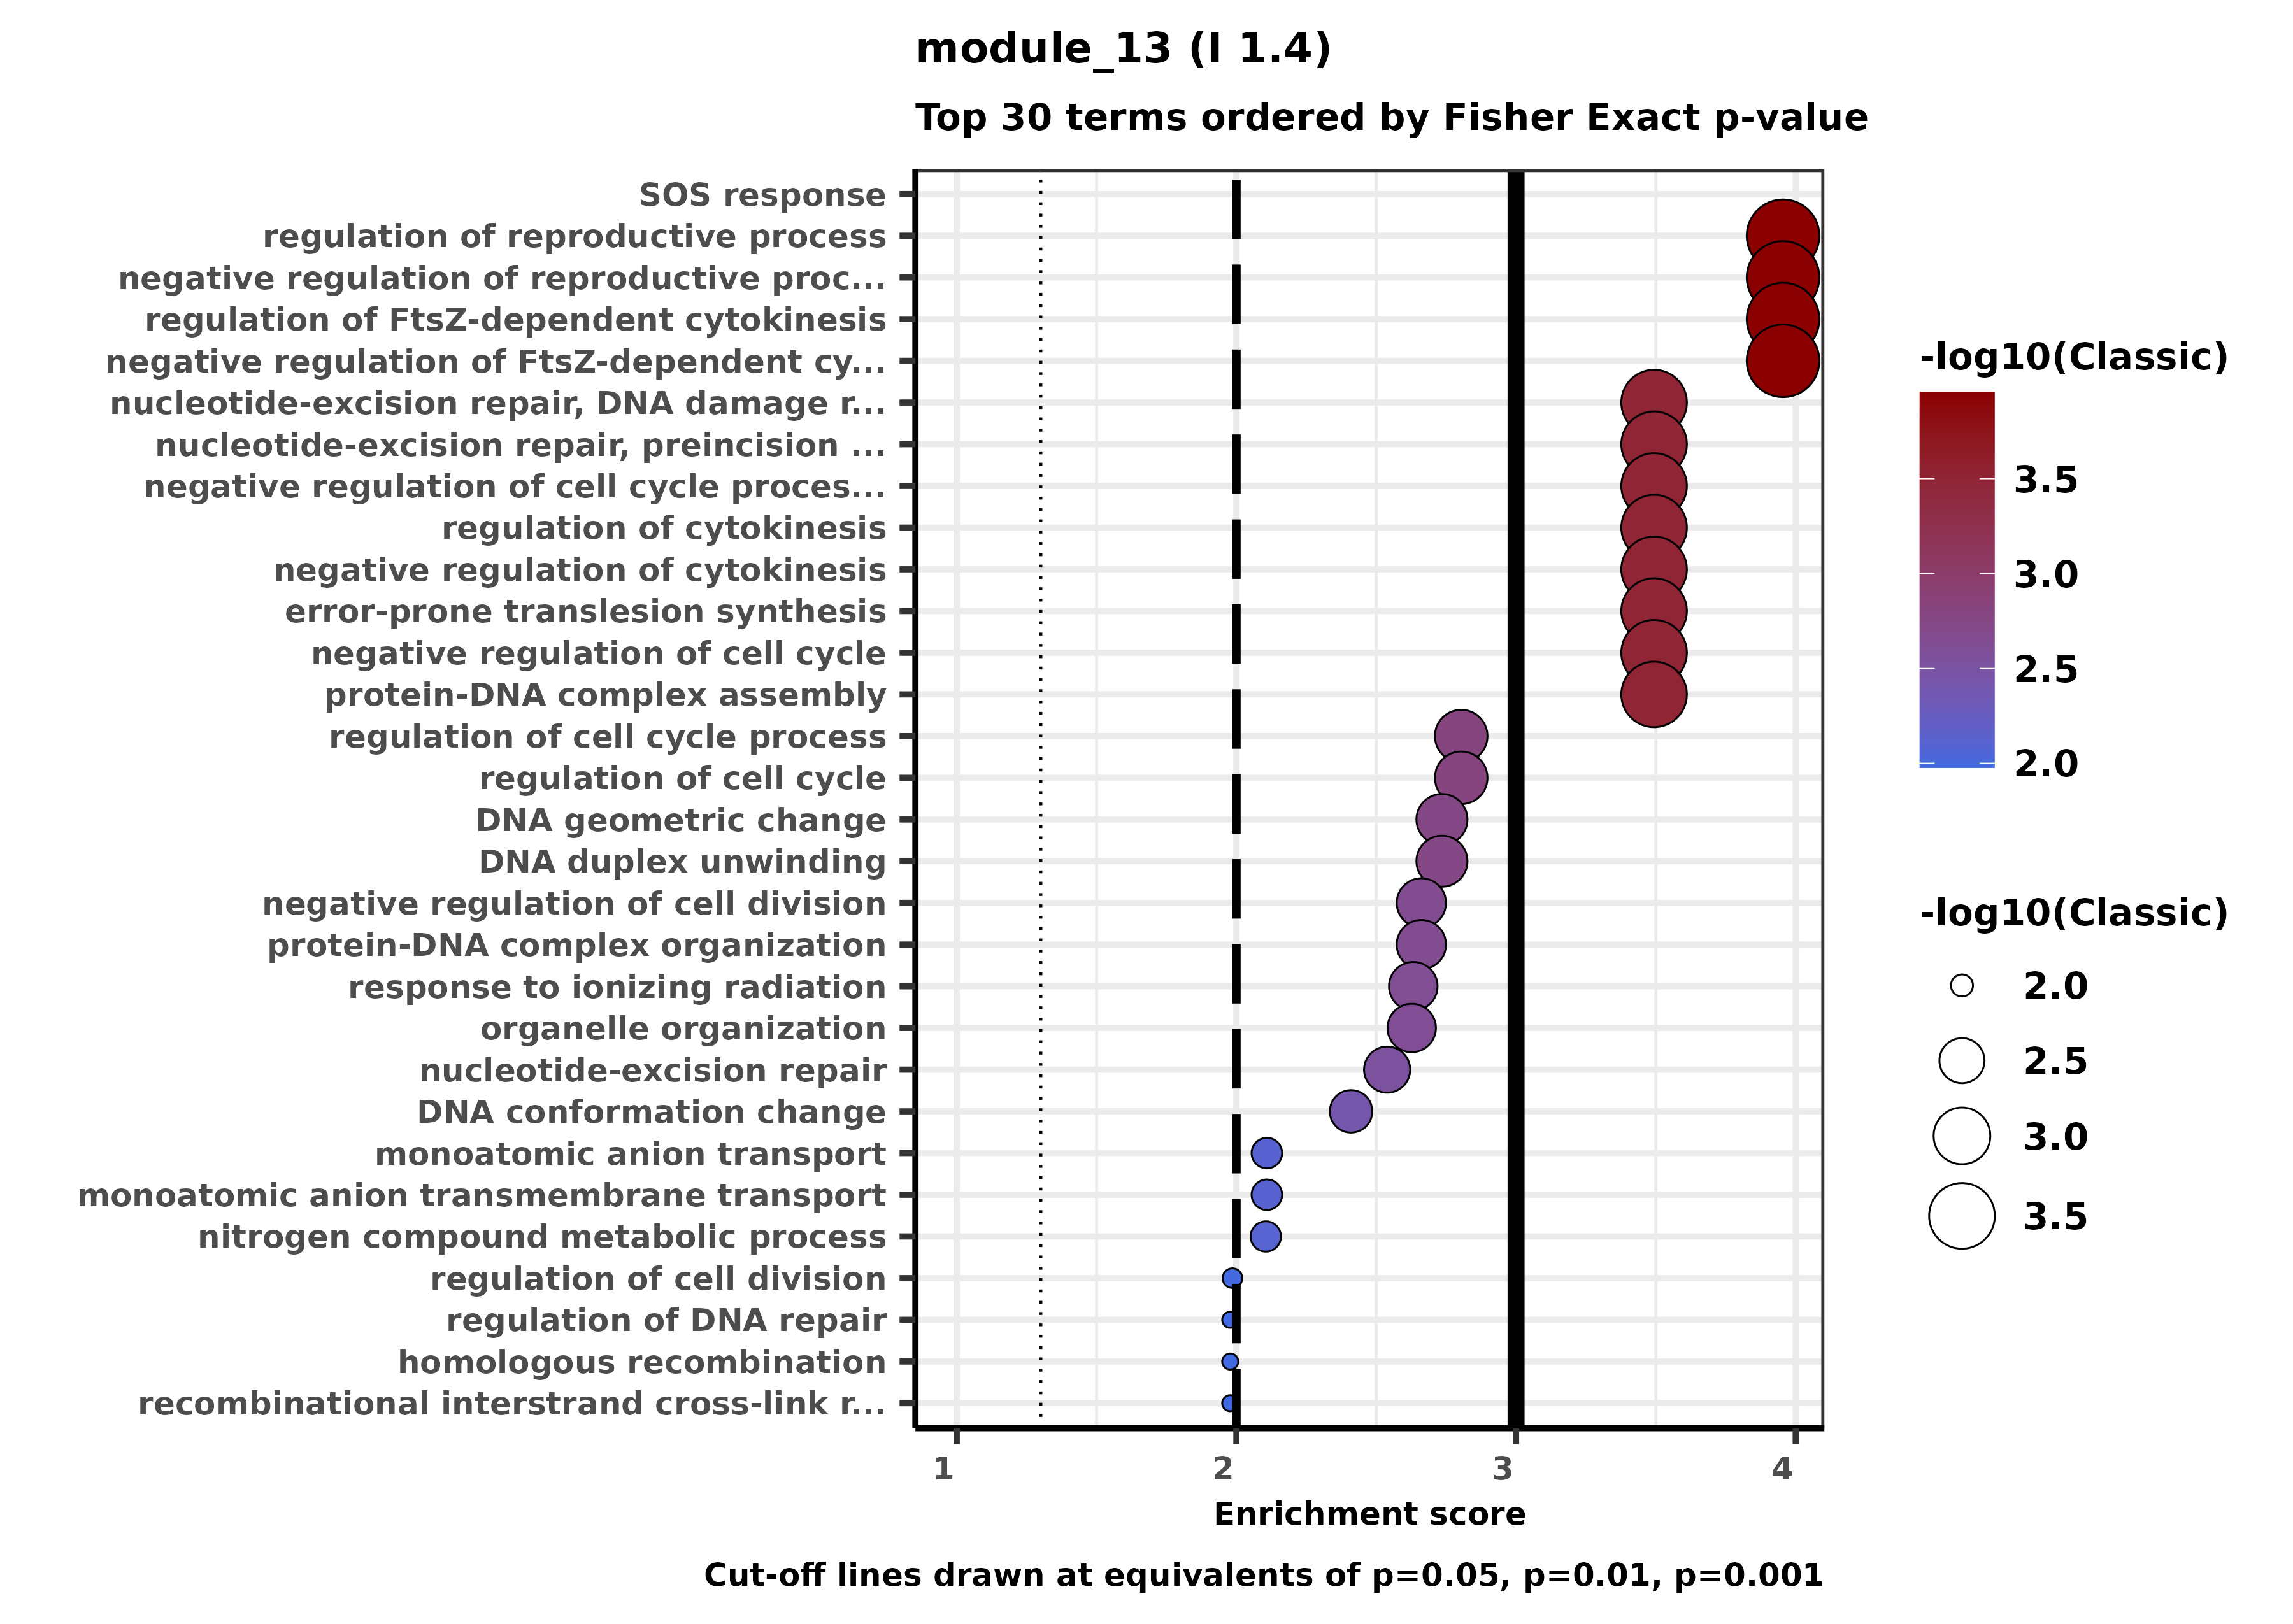 module_13 (I 1.4)
Top 30 terms ordered by Fisher Exact p-value
SOS response
regulation of reproductive process
negative regulation of reproductive proc...
regulation of FtsZ-dependent cytokinesis
negative regulation of FtsZ-dependent cy...
nucleotide-excision repair, DNA damage r...
nucleotide-excision repair, preincision ...
negative regulation of cell cycle proces...
regulation of cytokinesis
negative regulation of cytokinesis
error-prone translesion synthesis
negative regulation of cell cycle
protein-DNA complex assembly
regulation of cell cycle process
regulation of cell cycle
DNA geometric change
DNA duplex unwinding
negative regulation of cell division
protein-DNA complex organization
response to ionizing radiation
organelle organization
nucleotide-excision repair
DNA conformation change
monoatomic anion transport
monoatomic anion transmembrane transport
nitrogen compound metabolic process
regulation of cell division
regulation of DNA repair
homologous recombination
recombinational interstrand cross-link r...
1 2 3 4
Enrichment score
Cut-off lines drawn at equivalents of p=0.05, p=0.01, p=0.001
-log10(Classic)
3.5
3.0
2.5
2.0
-log10(Classic)
2.0
2.5
3.0
3.5